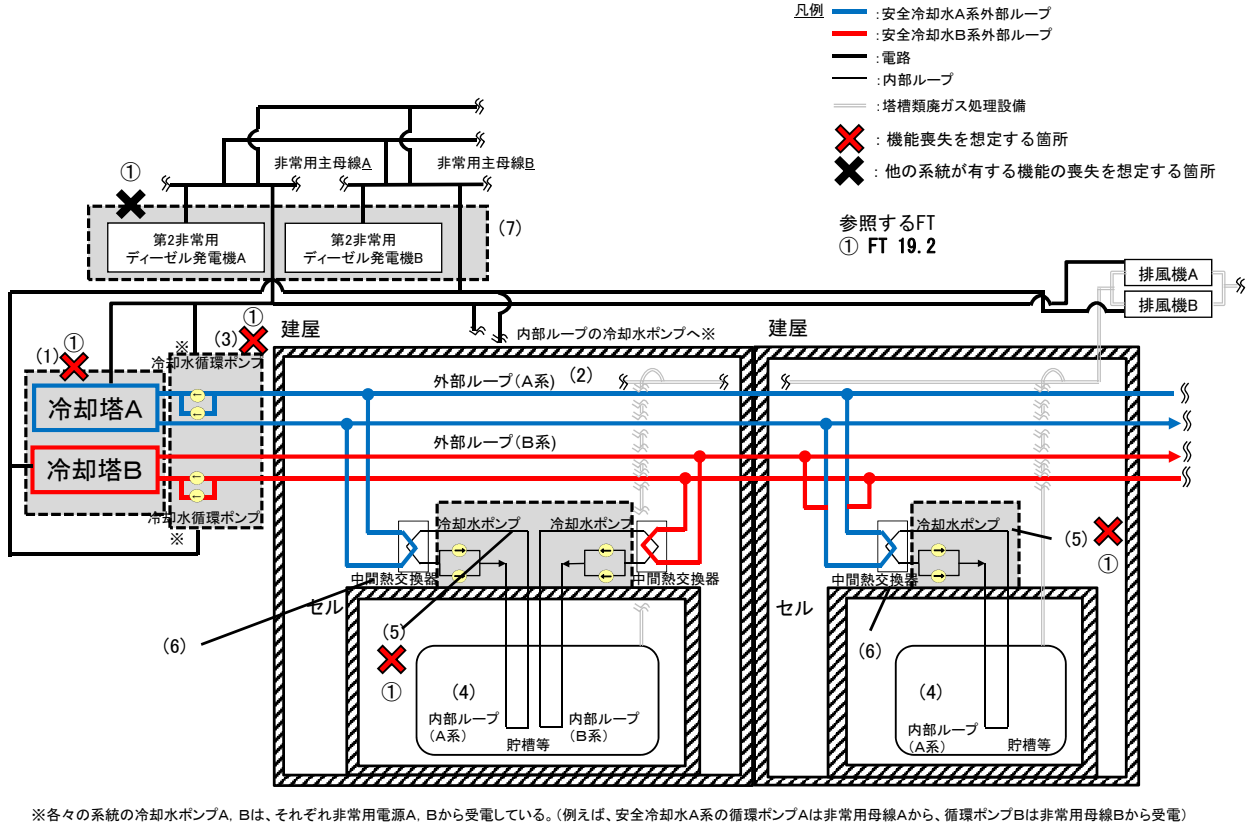 凡例
：安全冷却水A系外部ループ
：安全冷却水B系外部ループ
：電路
：内部ループ
：塔槽類廃ガス処理設備
：機能喪失を想定する箇所
：他の系統が有する機能の喪失を想定する箇所
参照するFT
① FT 19.2
非常用主母線A
非常用主母線B
①
第2非常用
ディーゼル発電機A
第2非常用
ディーゼル発電機B
(7)
排風機A
排風機B
建屋
内部ループの冷却水ポンプへ※
建屋
(1)
①
※
(3)
①
冷却水循環ポンプ
冷却塔A
冷却塔B
冷却水循環ポンプ
※
外部ループ(A系)
(2)
外部ループ(B系)
冷却水ポンプ
冷却水ポンプ
冷却水ポンプ
(5)
①
中間熱交換器
中間熱交換器
中間熱交換器
セル
セル
(6)
(5)
①
(6)
(4)
内部ループ
(A系)
内部ループ
(B系)
貯槽等
(4)
内部ループ
(A系)
貯槽等
※各々の系統の冷却水ポンプA, Bは、それぞれ非常用電源A, Bから受電している。(例えば、安全冷却水A系の循環ポンプAは非常用母線Aから、循環ポンプBは非常用母線Bから受電)